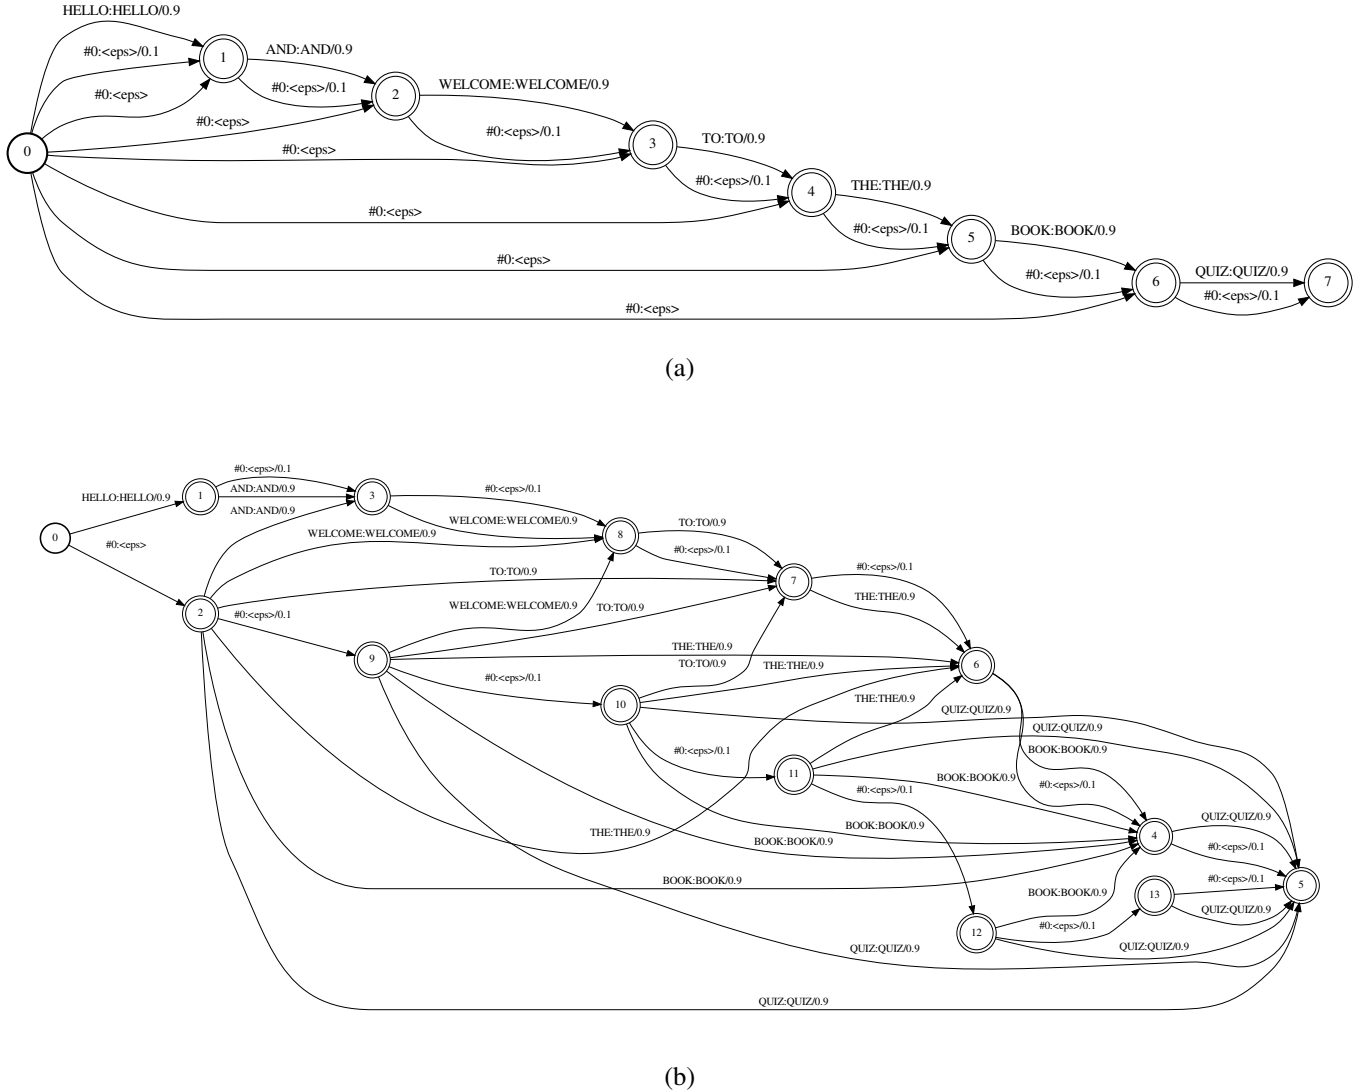 HELLO:HELLO/0.9
#0:<eps>/0.1
1
AND:AND/0.9
#0:<eps>
#0:<eps>/0.1
2
WELCOME:WELCOME/0.9
#0:<eps>
#0:<eps>/0.1
0
#0:<eps>
3
TO:TO/0.9
#0:<eps>/0.1
4
THE:THE/0.9
#0:<eps>
#0:<eps>/0.1
5
BOOK:BOOK/0.9
#0:<eps>
#0:<eps>/0.1
6
QUIZ:QUIZ/0.9
7
#0:<eps>/0.1
#0:<eps>
(a)
#0:<eps>/0.1
HELLO:HELLO/0.9
1
AND:AND/0.9
3
#0:<eps>/0.1
AND:AND/0.9
WELCOME:WELCOME/0.9
0
#0:<eps>
WELCOME:WELCOME/0.9
8
TO:TO/0.9
#0:<eps>/0.1
TO:TO/0.9
7
#0:<eps>/0.1
THE:THE/0.9
2
#0:<eps>/0.1
WELCOME:WELCOME/0.9
TO:TO/0.9
9
THE:THE/0.9
TO:TO/0.9
THE:THE/0.9
6
#0:<eps>/0.1
10
THE:THE/0.9
QUIZ:QUIZ/0.9
QUIZ:QUIZ/0.9
#0:<eps>/0.1
BOOK:BOOK/0.9
11
BOOK:BOOK/0.9
#0:<eps>/0.1
#0:<eps>/0.1
THE:THE/0.9
BOOK:BOOK/0.9
4
QUIZ:QUIZ/0.9
#0:<eps>/0.1
BOOK:BOOK/0.9
#0:<eps>/0.1
5
BOOK:BOOK/0.9
13
QUIZ:QUIZ/0.9
12
#0:<eps>/0.1
QUIZ:QUIZ/0.9
QUIZ:QUIZ/0.9
QUIZ:QUIZ/0.9
(b)